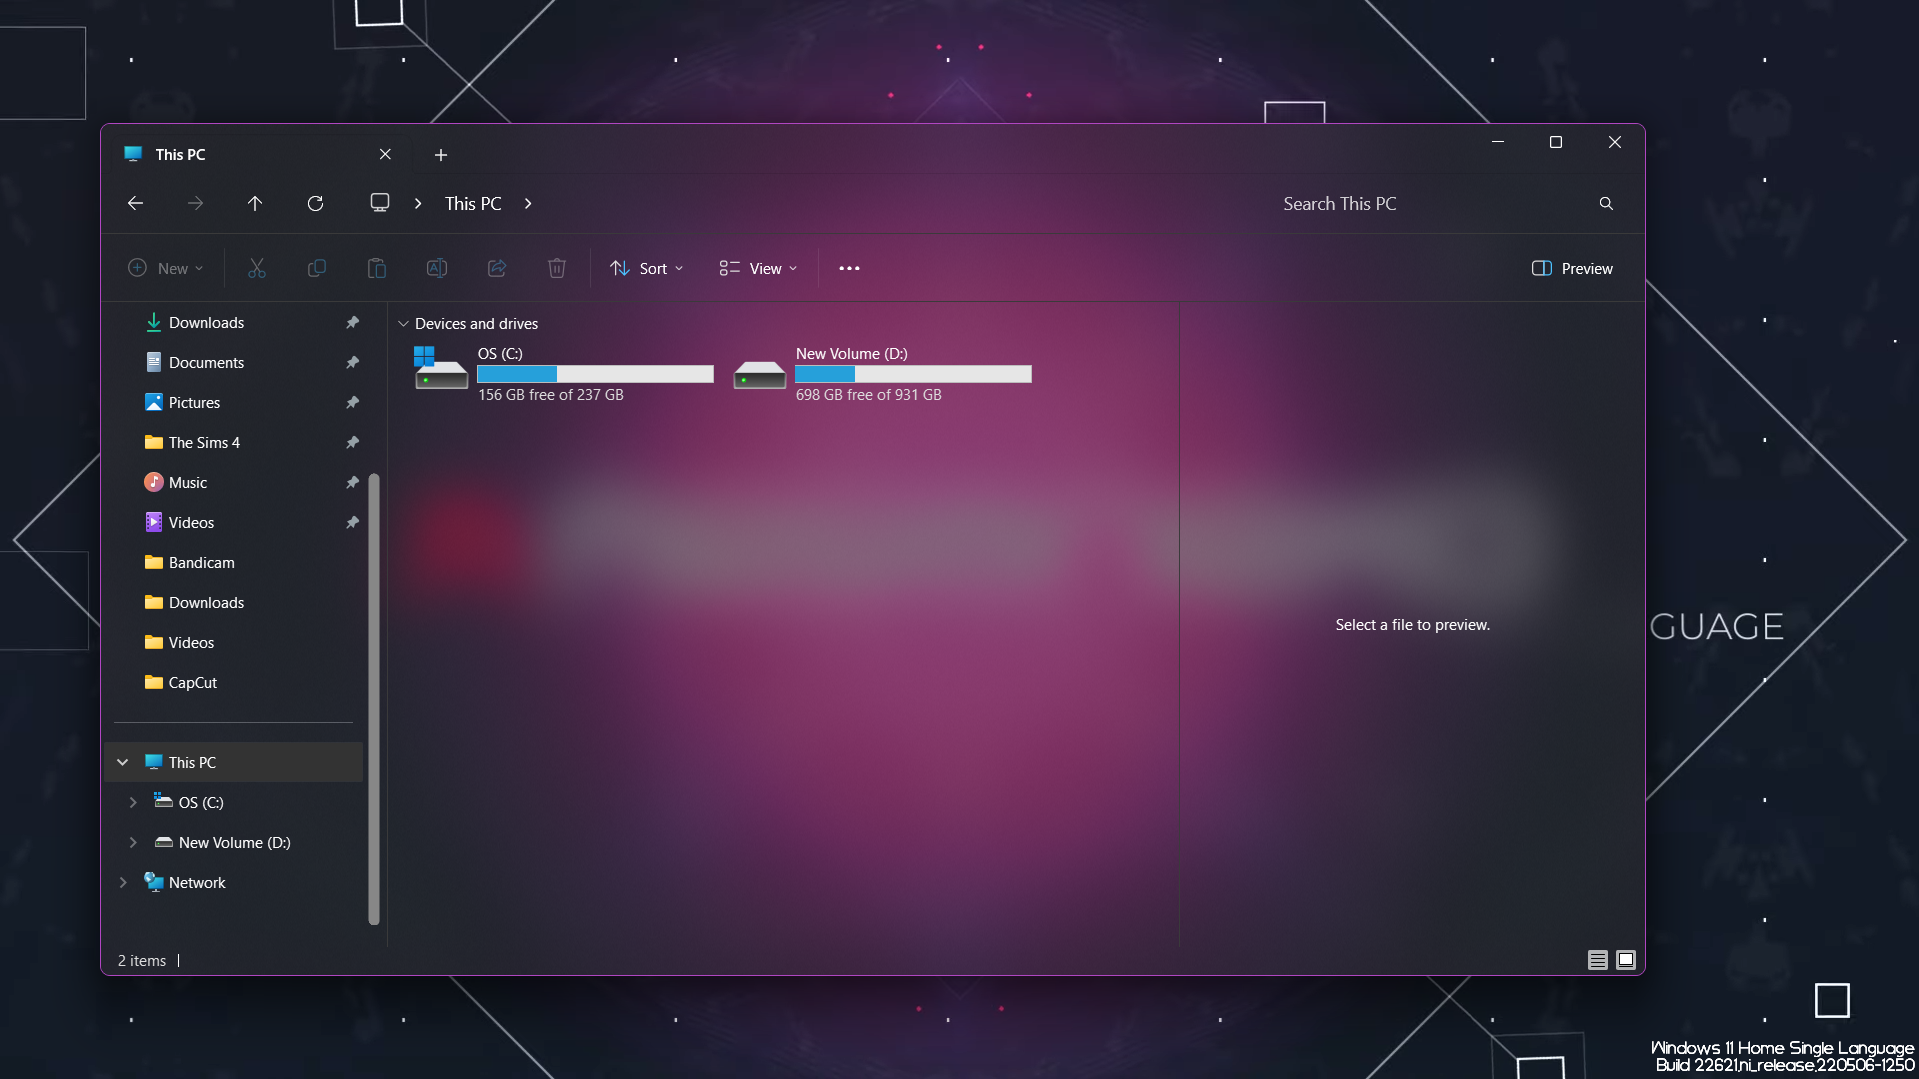 This PC
This PC
Search This PC
New
Sort
View
Preview
Downloads
Documents
Pictures
The Sims 4
Music
Videos
Bandicam
Downloads
Videos
CapCut
This PC
OS (C:)
New Volume (D:)
Network
Devices and drives
OS (C:)
156 GB free of 237 GB
New Volume (D:)
698 GB free of 931 GB
Select a file to preview.
GUAGE
2 items
Windows 11 Home Single Language
Build 22621.ni_release.220506-1250